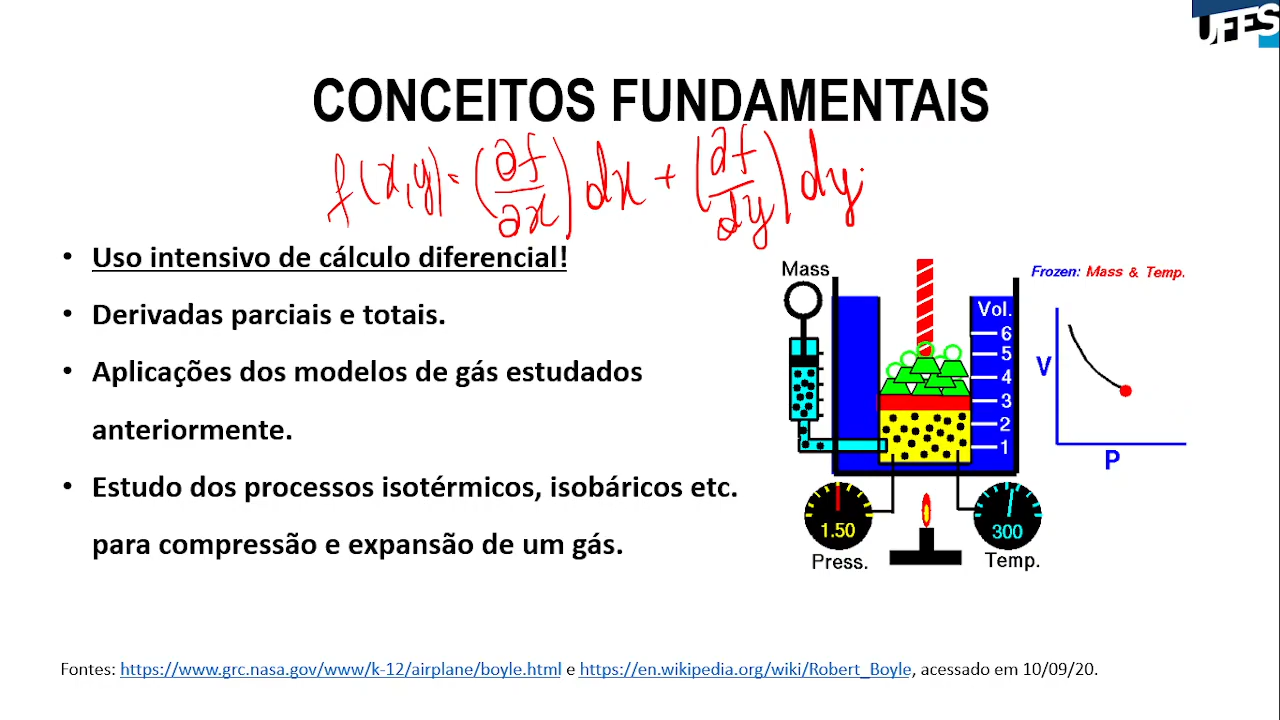 UFES
CONCEITOS FUNDAMENTAIS
f(x,y) = (∂f/∂x) dx + (∂f/dy) dy
• Uso intensivo de cálculo diferencial!
• Derivadas parciais e totais.
• Aplicações dos modelos de gás estudados
anteriormente.
• Estudo dos processos isotérmicos, isobáricos etc.
para compressão e expansão de um gás.
Mass
Vol.
6
5
4
3
2
1
1.50
Press.
300
Temp.
Frozen: Mass & Temp.
V
P
Fontes: https://www.grc.nasa.gov/www/k-12/airplane/boyle.html e https://en.wikipedia.org/wiki/Robert_Boyle, acessado em 10/09/20.